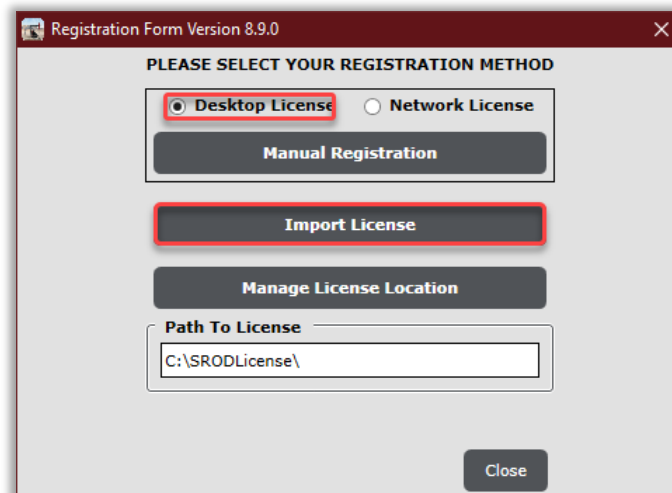 Registration Form Version 8.9.0
PLEASE SELECT YOUR REGISTRATION METHOD
Desktop License Network License
Manual Registration
Import License
Manage License Location
Path To License
C:\SRODLicense\
Close